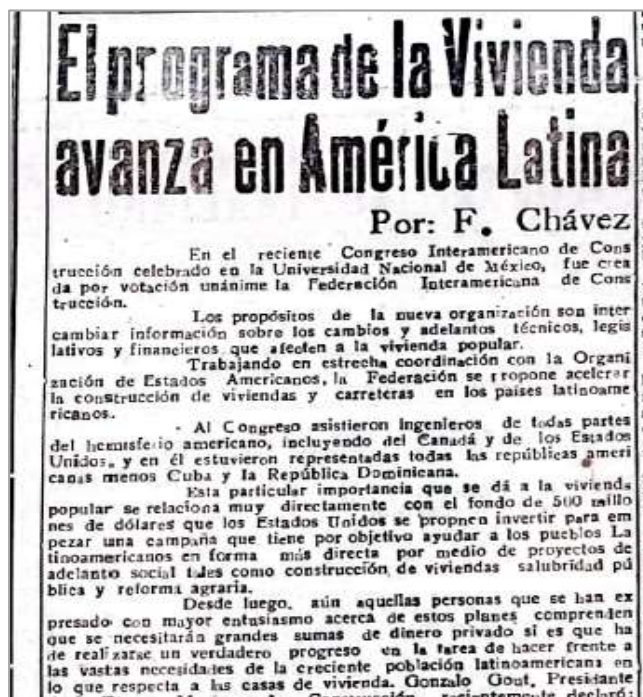 El programa de la Vivienda
avanza en América Latina
Por: F. Chávez
En el reciente Congreso Interamericano de Cons
trucción celebrado en la Universidad Nacional de México, fue crea
da por votación unánime la Federación Interamericana de Cons
trucción.
Los propósitos de la nueva organización son inter
cambiar información sobre los cambios y adelantos técnicos, legis
lativos y financieros que afecten a la vivienda popular.
Trabajando en estrecha coordinación con la Organi
zación de Estados Americanos, la Federación se propone acelerar
la construcción de viviendas y carreteras en los países latinoame
ricanos.
- Al Congreso asistieron ingenieros de todas partes
del hemisferio americano, incluyendo del Canadá y de los Estados
Unidos, y en él estuvieron representadas todas las repúblicas ameri
canas menos Cuba y la República Dominicana.
Esta particular importancia que se dá a la vivienda
popular se relaciona muy directamente con el fondo de 500 millo
nes de dólares que los Estados Unidos se propnen invertir para em
pezar una campaña que tiene por objetivo ayudar a los pueblos La
tinoamericanos en forma más directa por medio de proyectos de
adelanto social tales como construcción de viviendas salubridad pú
blica y reforma agraria.
Desde luego, aún aquellas personas que se han ex
presado con mayor entusiasmo acerca de estos planes comprenden
que se necesitarán grandes sumas de dinero privado si es que ha
de realizarse un verdadero progreso en la tarea de hacer frente a
las vastas necesidades de la creciente población latinoamericana en
lo que respecta a las casas de vivienda. Gonzalo Gout, Presidante